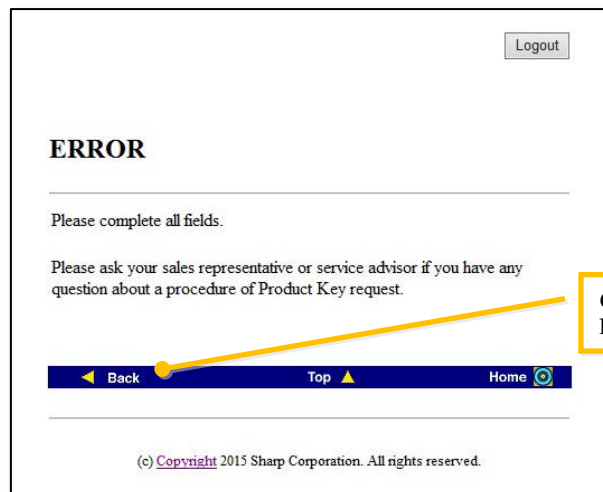 Logout
ERROR
Please complete all fields.
Please ask your sales representative or service advisor if you have any
question about a procedure of Product Key request.
Back Top Home
(c) Copyright 2015 Sharp Corporation. All rights reserved.